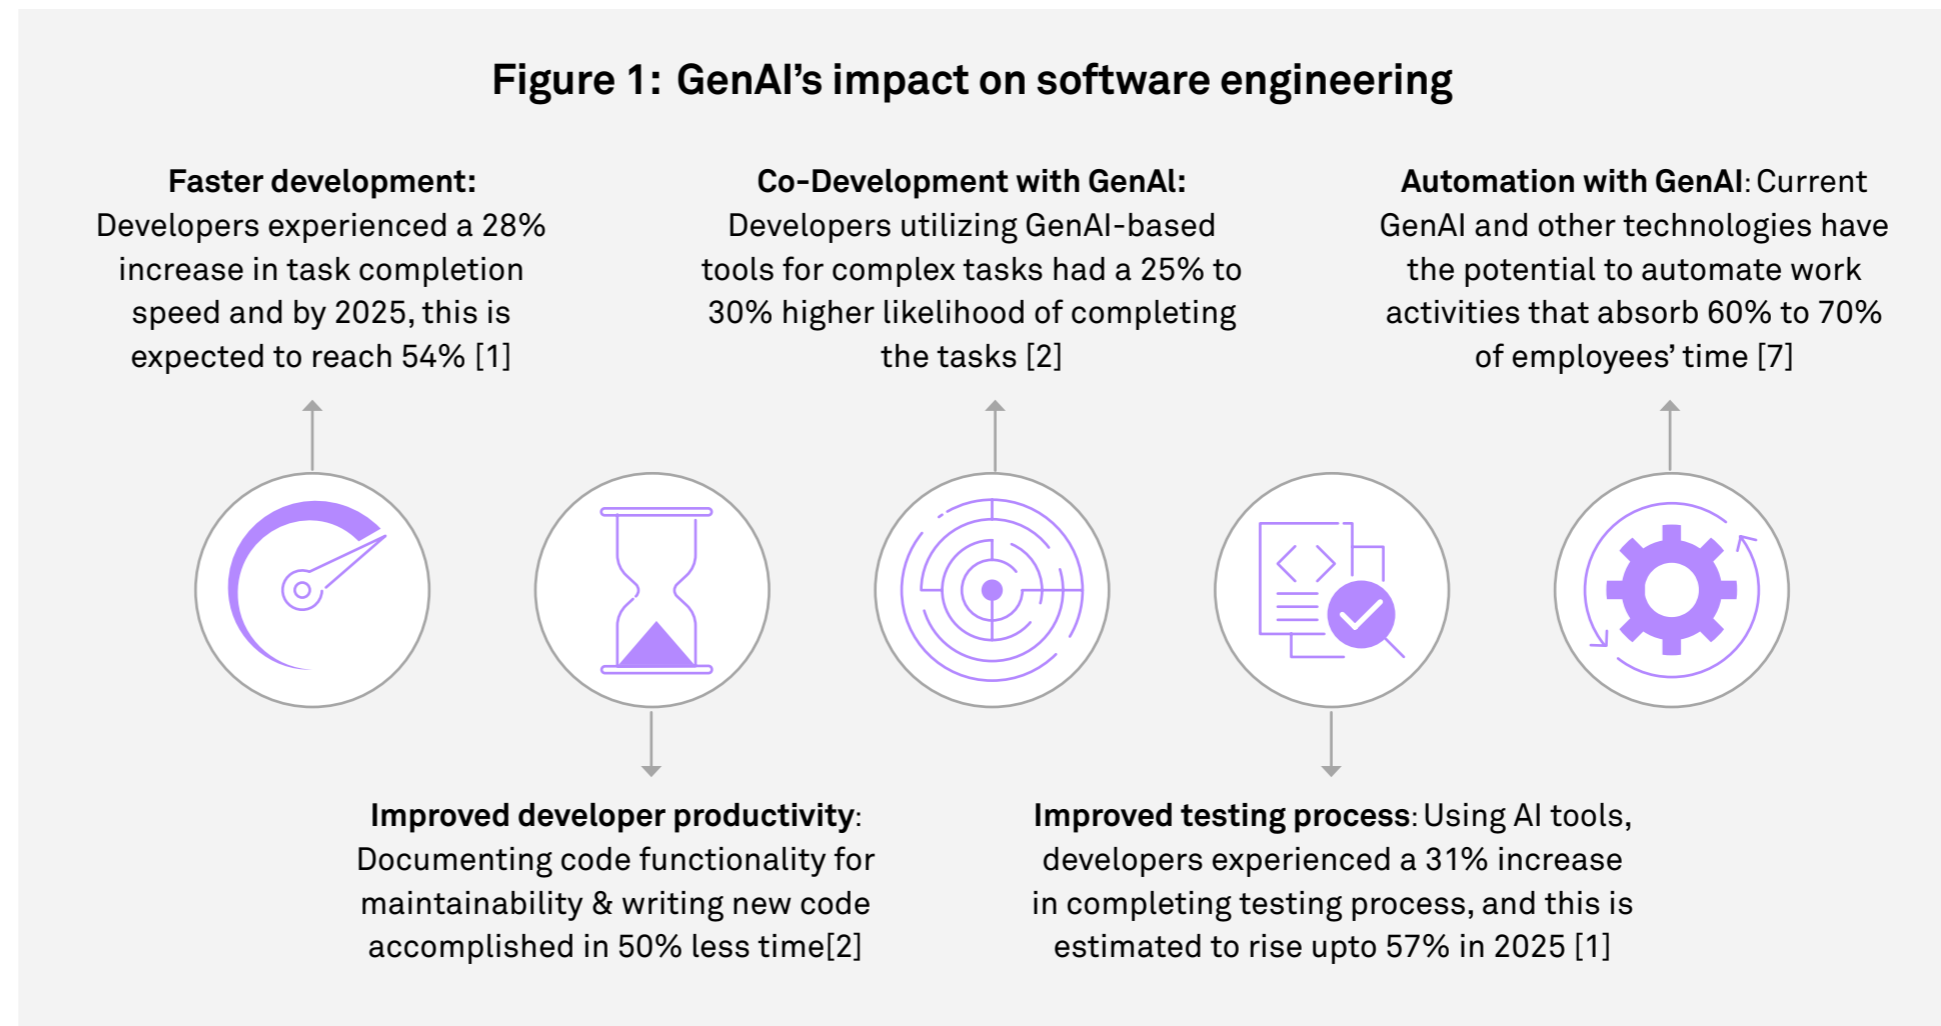 Figure 1: GenAI’s impact on software engineering
Faster development:
Developers experienced a 28%
increase in task completion
speed and by 2025, this is
expected to reach 54% [1]
Co-Development with GenAI:
Developers utilizing GenAI-based
tools for complex tasks had a 25% to
30% higher likelihood of completing
the tasks [2]
Automation with GenAI: Current
GenAI and other technologies have
the potential to automate work
activities that absorb 60% to 70%
of employees’ time [7]
Improved developer productivity:
Documenting code functionality for
maintainability & writing new code
accomplished in 50% less time[2]
Improved testing process: Using AI tools,
developers experienced a 31% increase
in completing testing process, and this is
estimated to rise upto 57% in 2025 [1]